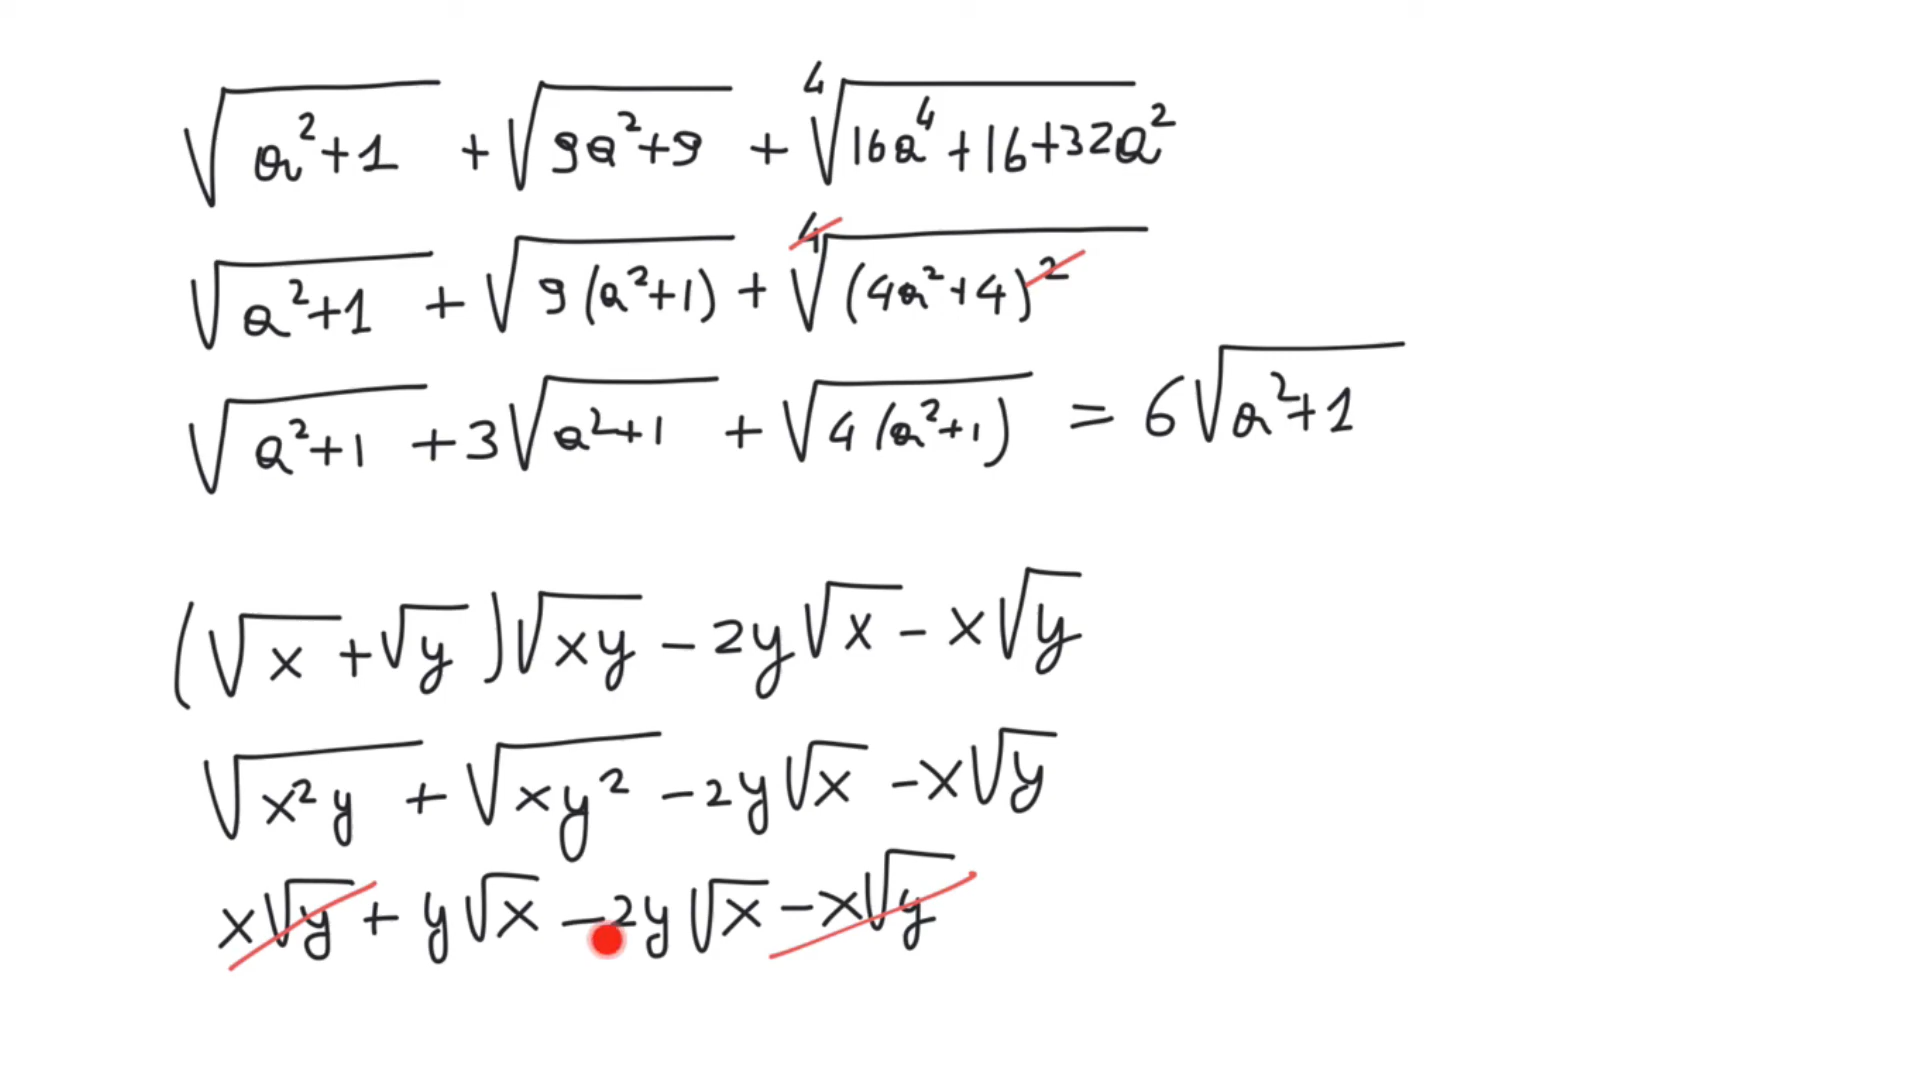 √(a²+1) + √(9a²+9) + ⁴√(16a⁴+16+32a²)
√(a²+1) + √(9(a²+1)) + ⁴√((4a²+4)²)
√(a²+1) + 3√(a²+1) + √(4(a²+1)) = 6√(a²+1)
(√x + √y)√(xy) - 2y√x - x√y
√(x²y) + √(xy²) - 2y√x - x√y
x√y + y√x - 2y√x - x√y